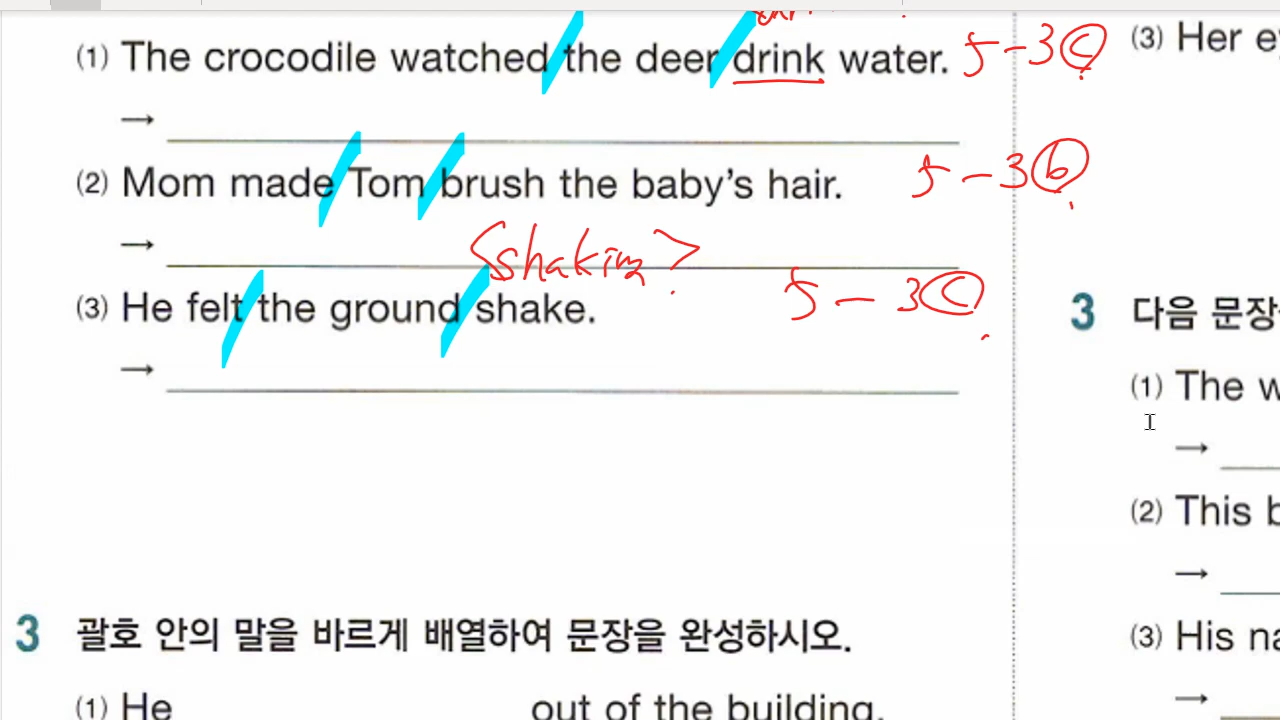 (1) The crocodile watched the deer drink water. 5-3ⓒ
→
(2) Mom made Tom brush the baby's hair. 5-3ⓑ
→
shaking?
(3) He felt the ground shake. 5-3ⓒ
→
3 괄호 안의 말을 바르게 배열하여 문장을 완성하시오.
(1) He out of the building.
(3) Her
3 다음
(1) The
→
(2) This
→
(3) His
→